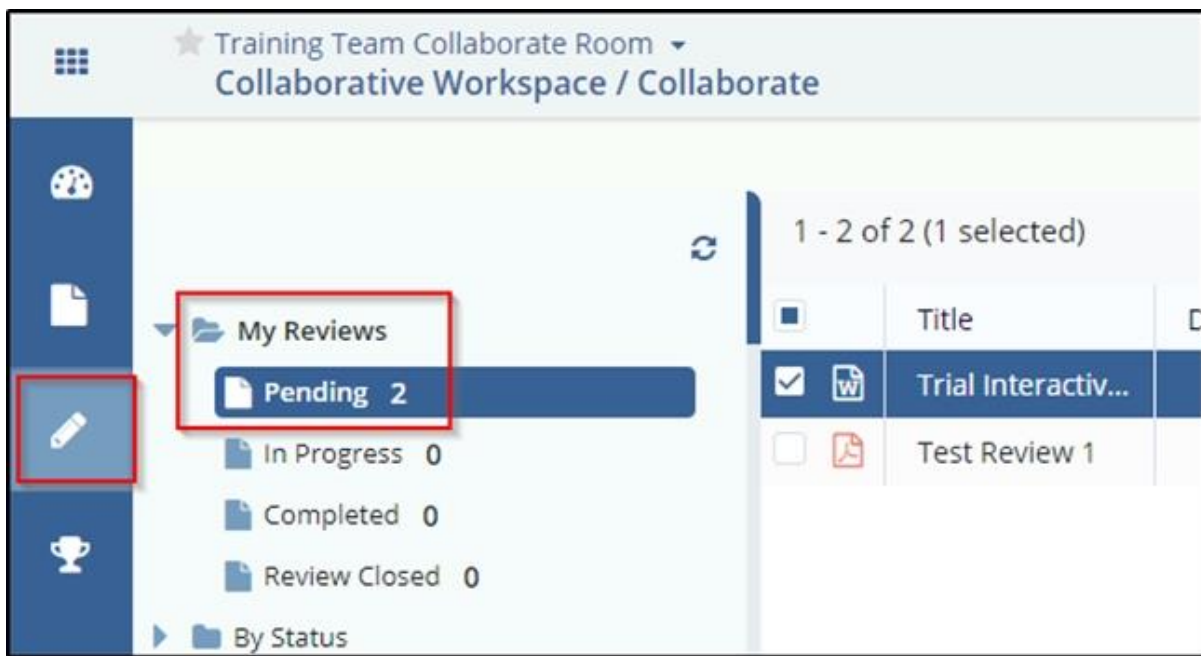 Training Team Collaborate Room
Collaborative Workspace / Collaborate
1 - 2 of 2 (1 selected)
My Reviews
Title D
Pending 2
Trial Interactiv...
In Progress 0
Test Review 1
Completed 0
Review Closed 0
By Status